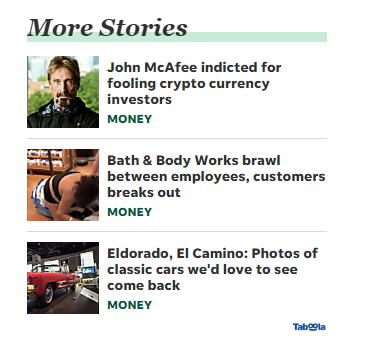 More Stories
John McAfee indicted for
fooling crypto currency
investors
MONEY
Bath & Body Works brawl
between employees, customers
breaks out
MONEY
Eldorado, El Camino: Photos of
classic cars we'd love to see
come back
MONEY
Taboola